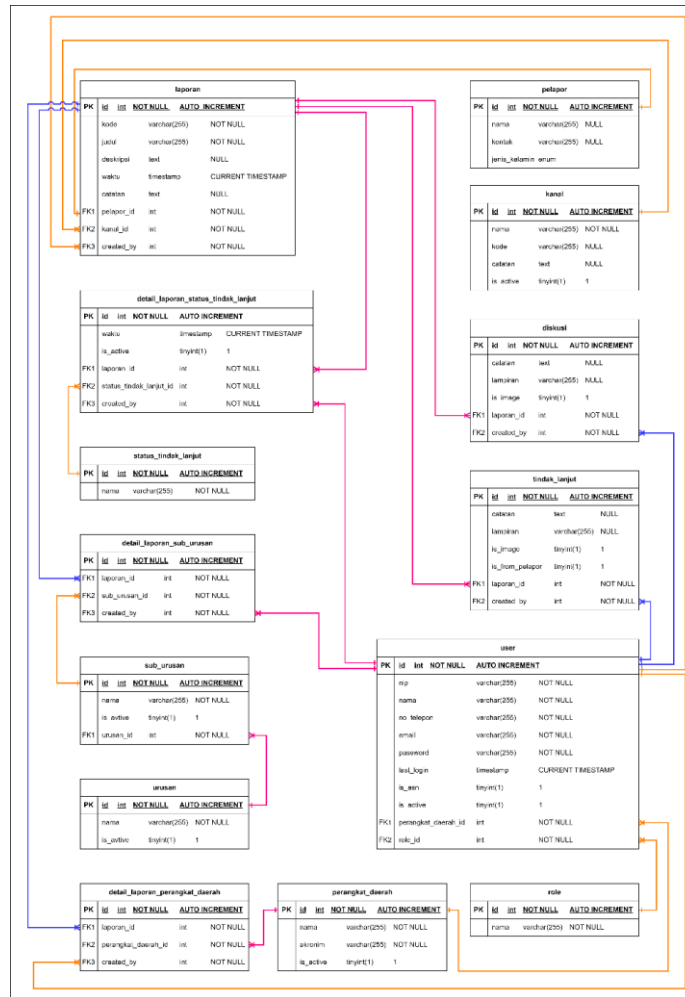 laporan
PK id int NOT NULL AUTO INCREMENT
kode varchar(255) NOT NULL
judul varchar(255) NOT NULL
deskripsi text NULL
waktu timestamp CURRENT TIMESTAMP
catatan text NULL
FK1 pelapor_id int NOT NULL
FK2 kanal_id int NOT NULL
FK3 created_by int NOT NULL
pelapor
PK id int NOT NULL AUTO INCREMENT
nama varchar(255) NULL
kontak varchar(255) NULL
jenis_kelamin enum
kanal
PK id int NOT NULL AUTO INCREMENT
nama varchar(255) NOT NULL
kode varchar(255) NULL
catatan text NULL
is_active tinyint(1) 1
detail_laporan_status_tindak_lanjut
PK id int NOT NULL AUTO INCREMENT
waktu timestamp CURRENT TIMESTAMP
is_active tinyint(1) 1
FK1 laporan_id int NOT NULL
FK2 status_tindak_lanjut_id int NOT NULL
FK3 created_by int NOT NULL
diskusi
PK id int NOT NULL AUTO INCREMENT
catatan text NULL
lampiran varchar(255) NULL
is_image tinyint(1) 1
FK1 laporan_id int NOT NULL
FK2 created_by int NOT NULL
status_tindak_lanjut
PK id int NOT NULL AUTO INCREMENT
nama varchar(255) NOT NULL
tindak_lanjut
PK id int NOT NULL AUTO INCREMENT
catatan text NULL
lampiran varchar(255) NULL
is_image tinyint(1) 1
is_from_pelapor tinyint(1) 1
FK1 laporan_id int NOT NULL
FK2 created_by int NOT NULL
detail_laporan_sub_urusan
PK id int NOT NULL AUTO INCREMENT
FK1 laporan_id int NOT NULL
FK2 sub_urusan_id int NOT NULL
FK3 created_by int NOT NULL
user
PK id int NOT NULL AUTO INCREMENT
nip varchar(255) NOT NULL
nama varchar(255) NOT NULL
no_telepon varchar(255) NOT NULL
email varchar(255) NOT NULL
password varchar(255) NOT NULL
last_login timestamp CURRENT TIMESTAMP
is_asn tinyint(1) 1
is_active tinyint(1) 1
FK1 perangkat_daerah_id int NOT NULL
FK2 role_id int NOT NULL
sub_urusan
PK id int NOT NULL AUTO INCREMENT
nama varchar(255) NOT NULL
is_avtive tinyint(1) 1
FK1 urusan_id int NOT NULL
urusan
PK id int NOT NULL AUTO INCREMENT
nama varchar(255) NOT NULL
is_avtive tinyint(1) 1
detail_laporan_perangkat_daerah
PK id int NOT NULL AUTO INCREMENT
FK1 laporan_id int NOT NULL
FK2 perangkat_daerah_id int NOT NULL
FK3 created_by int NOT NULL
perangkat_daerah
PK id int NOT NULL AUTO INCREMENT
nama varchar(255) NOT NULL
akronim varchar(255) NOT NULL
is_active tinyint(1) 1
role
PK id int NOT NULL AUTO INCREMENT
nama varchar(255) NOT NULL